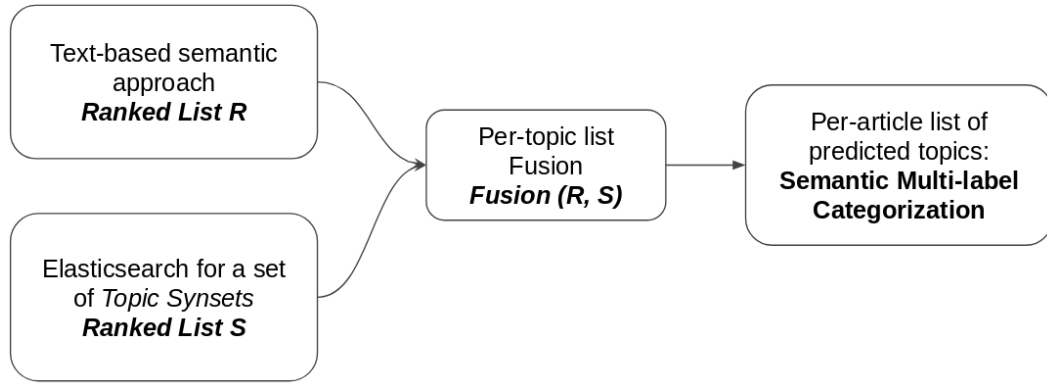 Text-based semantic
approach
Ranked List R
Elasticsearch for a set
of Topic Synsets
Ranked List S
Per-topic list
Fusion
Fusion (R, S)
Per-article list of
predicted topics:
Semantic Multi-label
Categorization